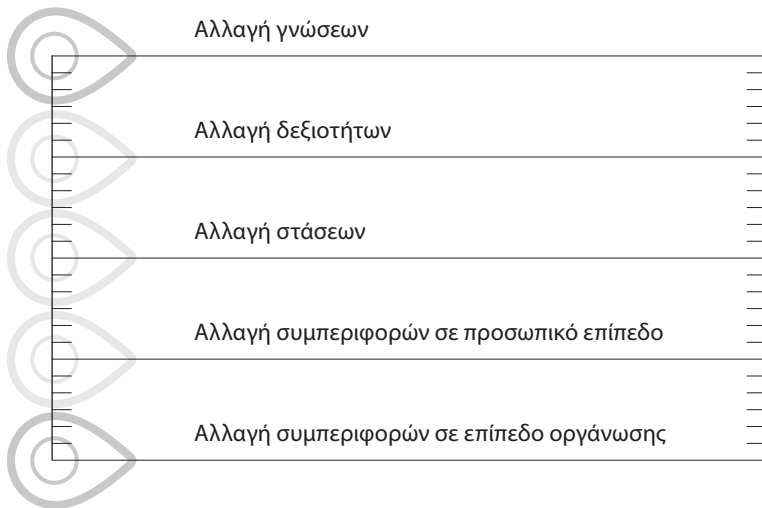 Αλλαγή γνώσεων
Αλλαγή δεξιοτήτων
Αλλαγή στάσεων
Αλλαγή συμπεριφορών σε προσωπικό επίπεδο
Αλλαγή συμπεριφορών σε επίπεδο οργάνωσης